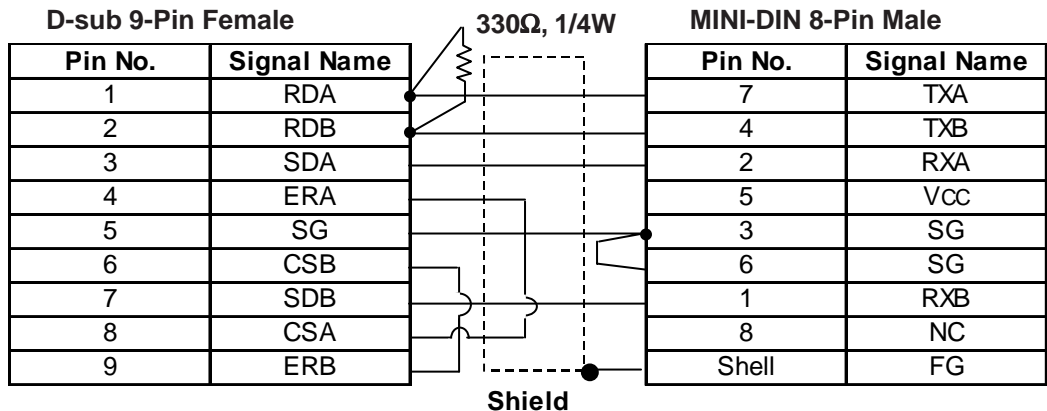 D-sub 9-Pin Female 330Ω, 1/4W MINI-DIN 8-Pin Male
Pin No. Signal Name Pin No. Signal Name
1 RDA 7 TXA
2 RDB 4 TXB
3 SDA 2 RXA
4 ERA 5 VCC
5 SG 3 SG
6 CSB 6 SG
7 SDB 1 RXB
8 CSA 8 NC
9 ERB Shell FG
Shield